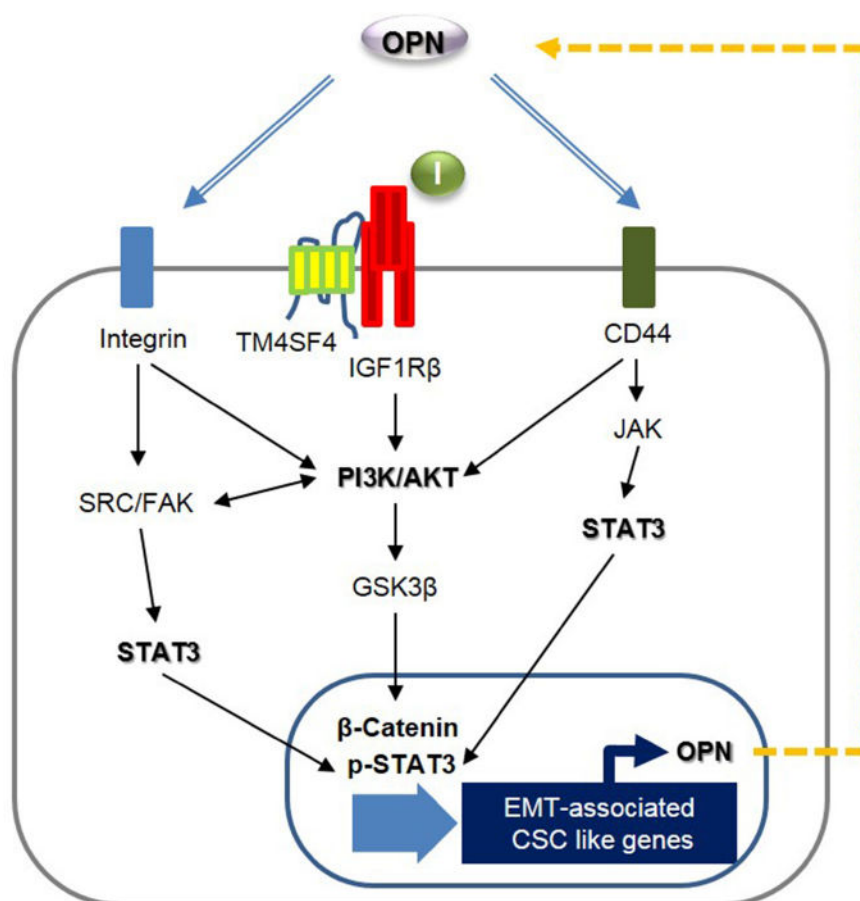 OPN
I
Integrin
TM4SF4
IGF1Rβ
CD44
JAK
PI3K/AKT
SRC/FAK
STAT3
GSK3β
STAT3
β-Catenin
p-STAT3
OPN
EMT-associated
CSC like genes